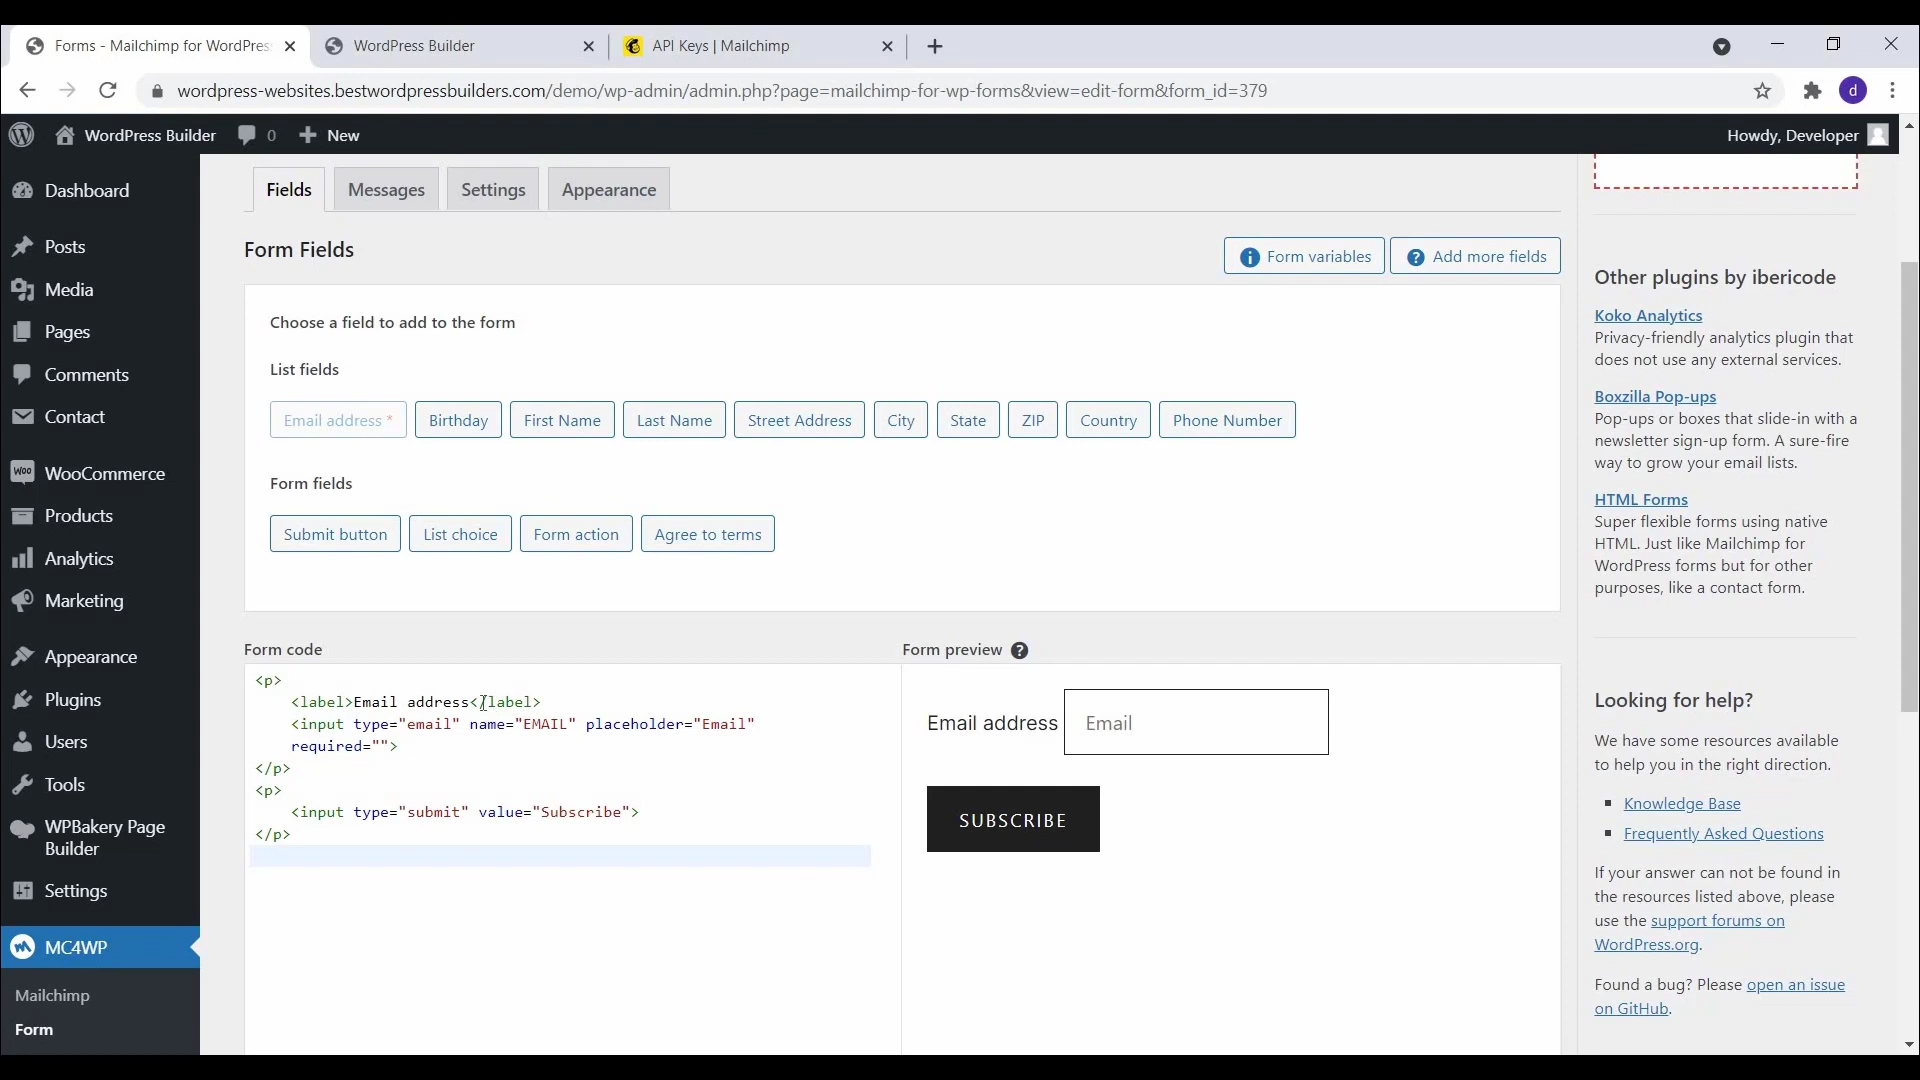 Forms - Mailchimp for WordPres
WordPress Builder
API Keys | Mailchimp
wordpress-websites.bestwordpressbuilders.com/demo/wp-admin/admin.php?page=mailchimp-for-wp-forms&view=edit-form&form_id=379
d
WordPress Builder
0
New
Howdy, Developer
Dashboard
Posts
Media
Pages
Comments
Contact
Woo
WooCommerce
Products
Analytics
Marketing
Appearance
Plugins
Users
Tools
WPBakery Page
Builder
Settings
MC4WP
Mailchimp
Form
Fields
Messages
Settings
Appearance
Form Fields
Form variables
Add more fields
Choose a field to add to the form
List fields
Email address *
Birthday
First Name
Last Name
Street Address
City
State
ZIP
Country
Phone Number
Form fields
Submit button
List choice
Form action
Agree to terms
Form code
<p>
<label>Email address</label>
<input type="email" name="EMAIL" placeholder="Email"
required="">
</p>
<p>
<input type="submit" value="Subscribe">
</p>
Form preview
Email address
Email
SUBSCRIBE
Other plugins by ibericode
Koko Analytics
Privacy-friendly analytics plugin that
does not use any external services.
Boxzilla Pop-ups
Pop-ups or boxes that slide-in with a
newsletter sign-up form. A sure-fire
way to grow your email lists.
HTML Forms
Super flexible forms using native
HTML. Just like Mailchimp for
WordPress forms but for other
purposes, like a contact form.
Looking for help?
We have some resources available
to help you in the right direction.
Knowledge Base
Frequently Asked Questions
If your answer can not be found in
the resources listed above, please
use the support forums on
WordPress.org.
Found a bug? Please open an issue
on GitHub.